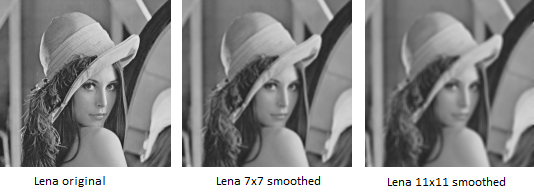 Lena original
Lena 7x7 smoothed
Lena 11x11 smoothed